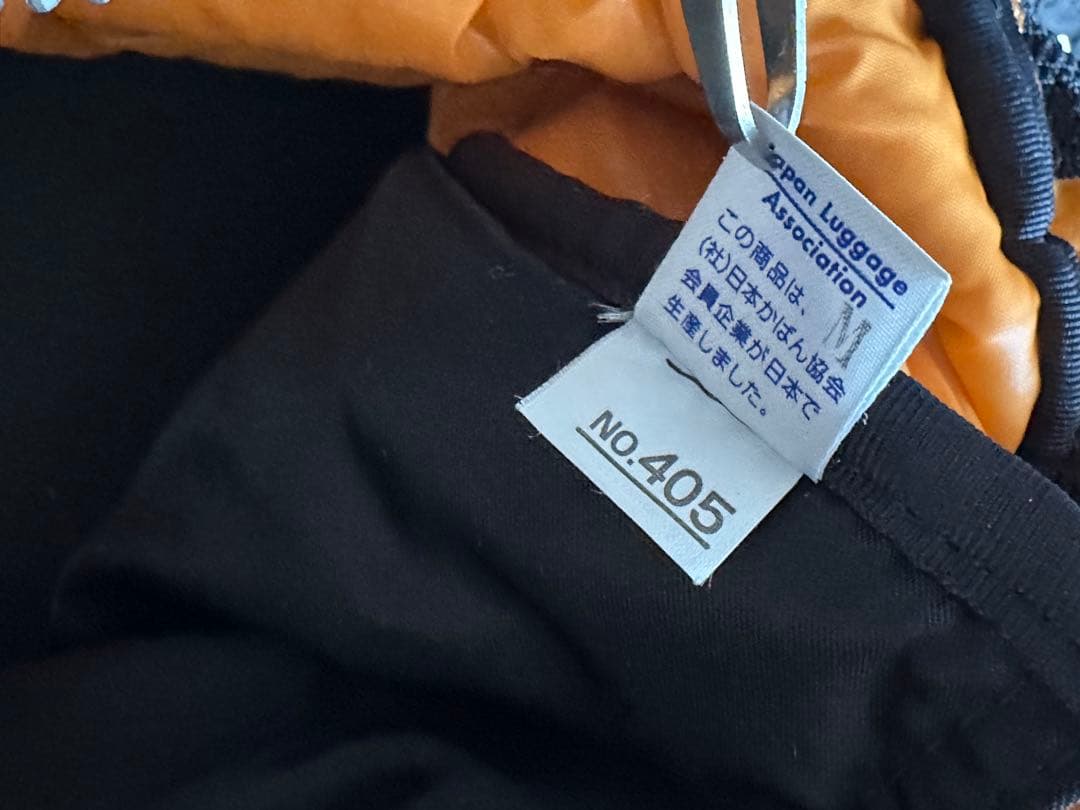 Japan Luggage
Association
M
この商品は、
(社)日本かばん協会
会員企業が日本で
生産しました。
NO.405